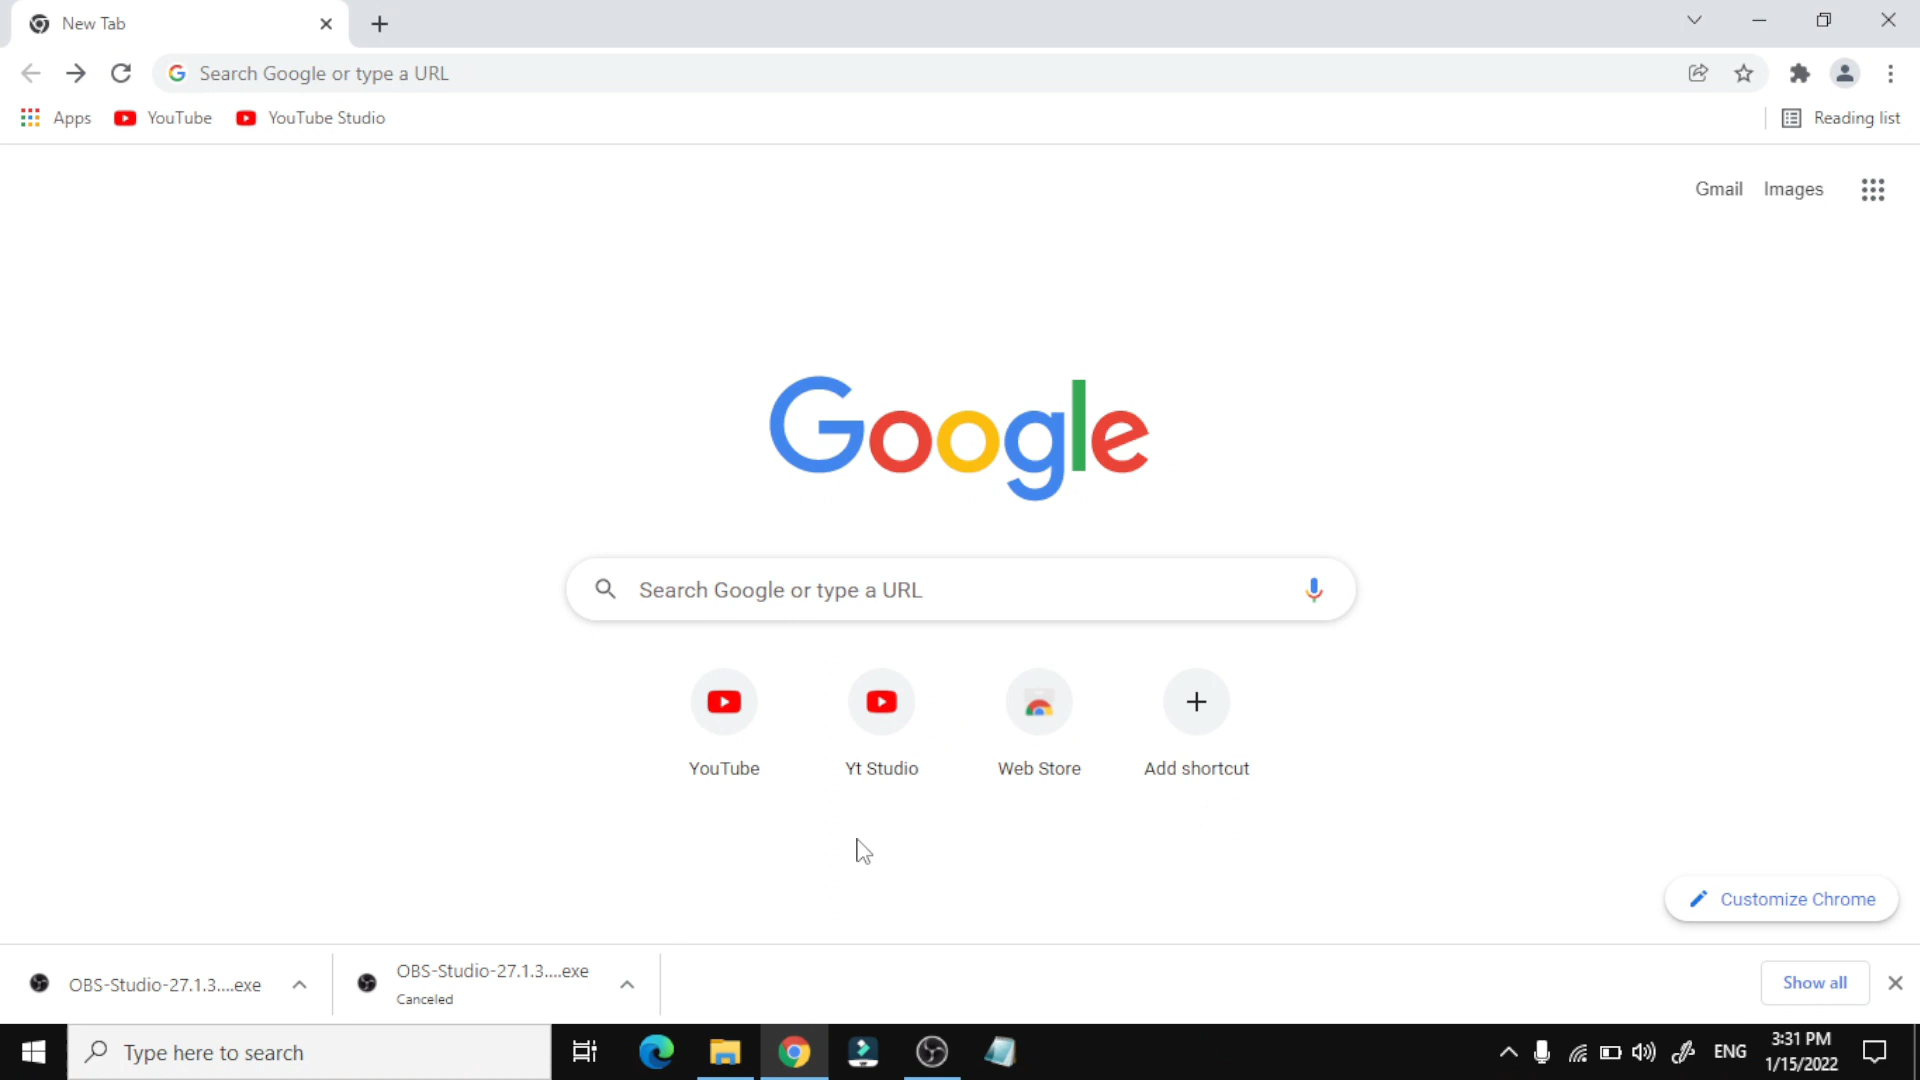 New Tab
Search Google or type a URL
Apps
YouTube
YouTube Studio
Reading list
Gmail
Images
Google
Search Google or type a URL
YouTube
Yt Studio
Web Store
Add shortcut
Customize Chrome
OBS-Studio-27.1.3....exe
OBS-Studio-27.1.3....exe
Canceled
Show all
Type here to search
ENG
3:31 PM
1/15/2022